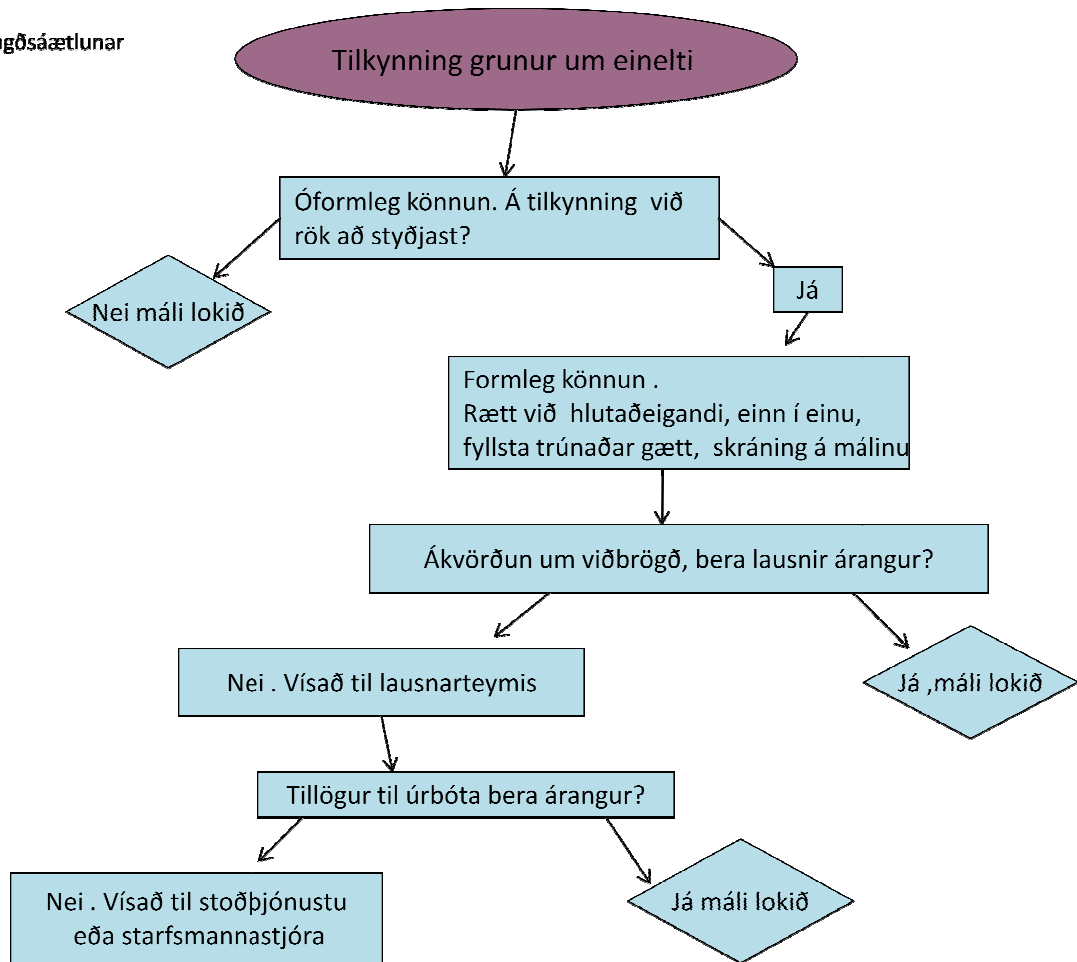 Tilkynning grunur um einelti
Óformleg könnun. Á tilkynning við
rök að styðjast?
Nei máli lokið
Já
Formleg könnun .
Rætt við hlutaðeigandi, einn í einu,
fyllsta trúnaðar gætt, skráning á málinu
Ákvörðun um viðbrögð, bera lausnir árangur?
Nei . Vísað til lausnarteymis
Já ,máli lokið
Tillögur til úrbóta bera árangur?
Nei . Vísað til stoðþjónustu
eða starfsmannastjóra
Já máli lokið